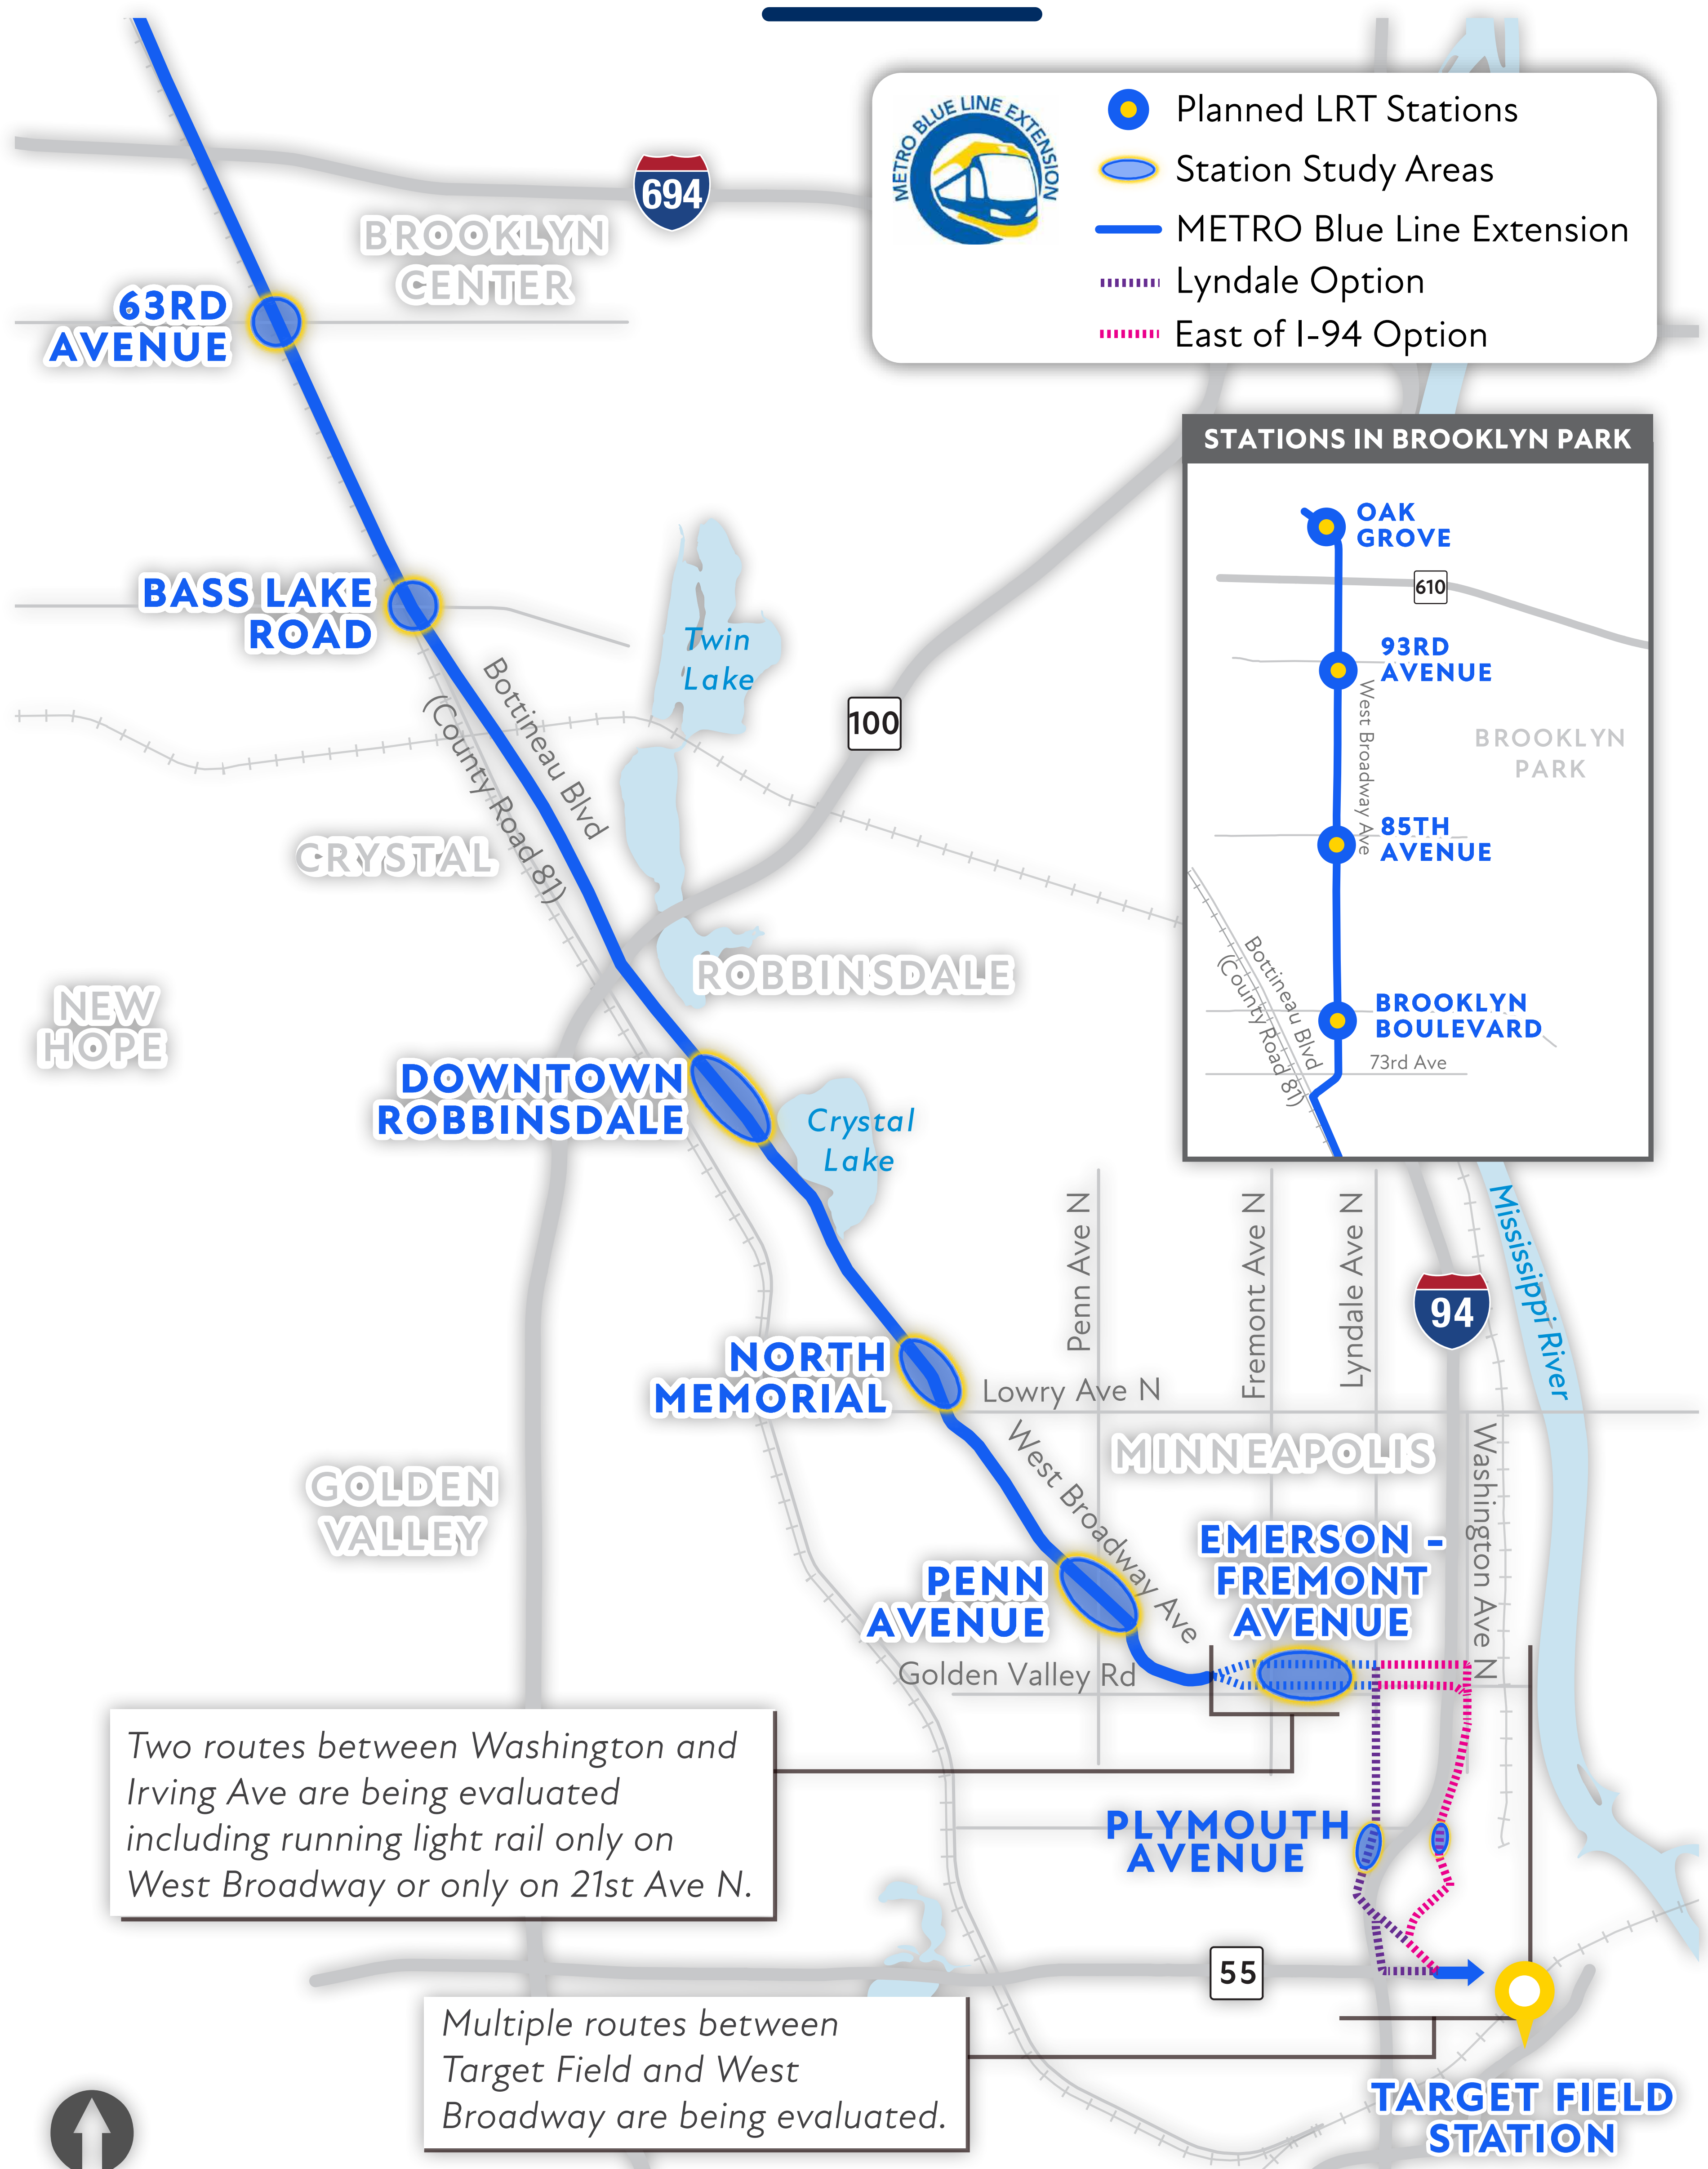 METRO BLUE LINE EXTENSION
Planned LRT Stations
Station Study Areas
METRO Blue Line Extension
Lyndale Option
East of I-94 Option
694
BROOKLYN
CENTER
63RD
AVENUE
STATIONS IN BROOKLYN PARK
OAK
GROVE
610
93RD
AVENUE
West Broadway Ave
BROOKLYN
PARK
85TH
AVENUE
Bottineau Blvd
(County Road 81)
BROOKLYN
BOULEVARD
73rd Ave
BASS LAKE
ROAD
Twin
Lake
Bottineau Blvd
(County Road 81)
100
CRYSTAL
ROBBINSDALE
NEW
HOPE
DOWNTOWN
ROBBINSDALE
Crystal
Lake
Penn Ave N
Fremont Ave N
Lyndale Ave N
94
Mississippi River
NORTH
MEMORIAL
Lowry Ave N
West Broadway Ave
MINNEAPOLIS
Washington Ave N
GOLDEN
VALLEY
EMERSON -
FREMONT
AVENUE
PENN
AVENUE
Golden Valley Rd
Two routes between Washington and
Irving Ave are being evaluated
including running light rail only on
West Broadway or only on 21st Ave N.
PLYMOUTH
AVENUE
55
Multiple routes between
Target Field and West
Broadway are being evaluated.
TARGET FIELD
STATION